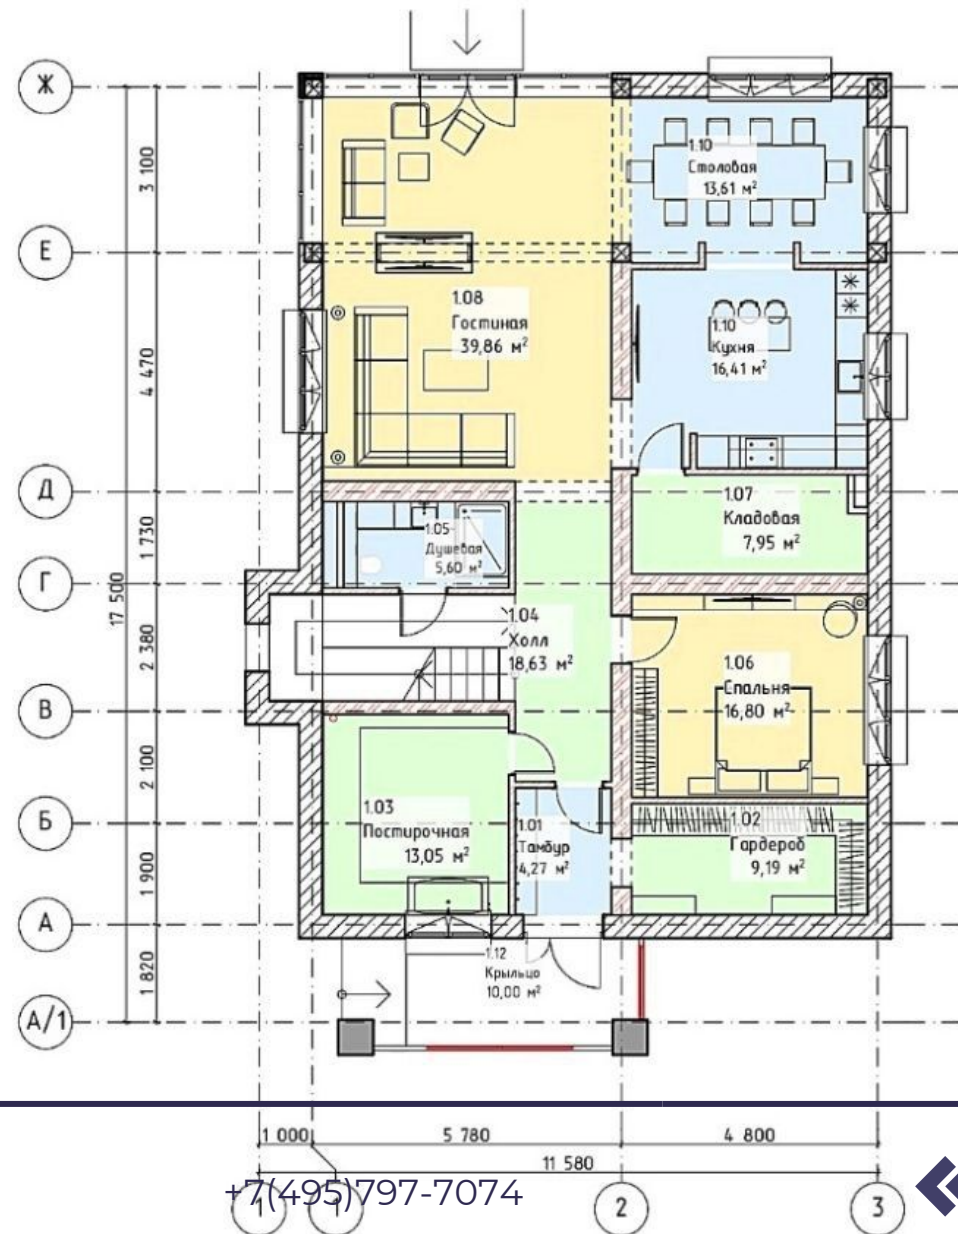 Ж
3 100
1.10
Столовая
13,61 м²
Е
1.08
Гостиная
39,86 м²
1.10
Кухня
16,41 м²
4 470
Д
1.07
Кладовая
7,95 м²
1 730
1.05
Душевая
5,60 м²
Г
17 500
2 380
1.04
Холл
18,63 м²
1.06
Спальня
16,80 м²
В
2 100
1.03
Постирочная
13,05 м²
Б
1.01
Тамбур
4,27 м²
1.02
Гардероб
9,19 м²
1 900
А
1 820
1.12
Крыльцо
10,00 м²
А/1
1 000
5 780
4 800
11 580
+7(495)797-7074
1
1
2
3